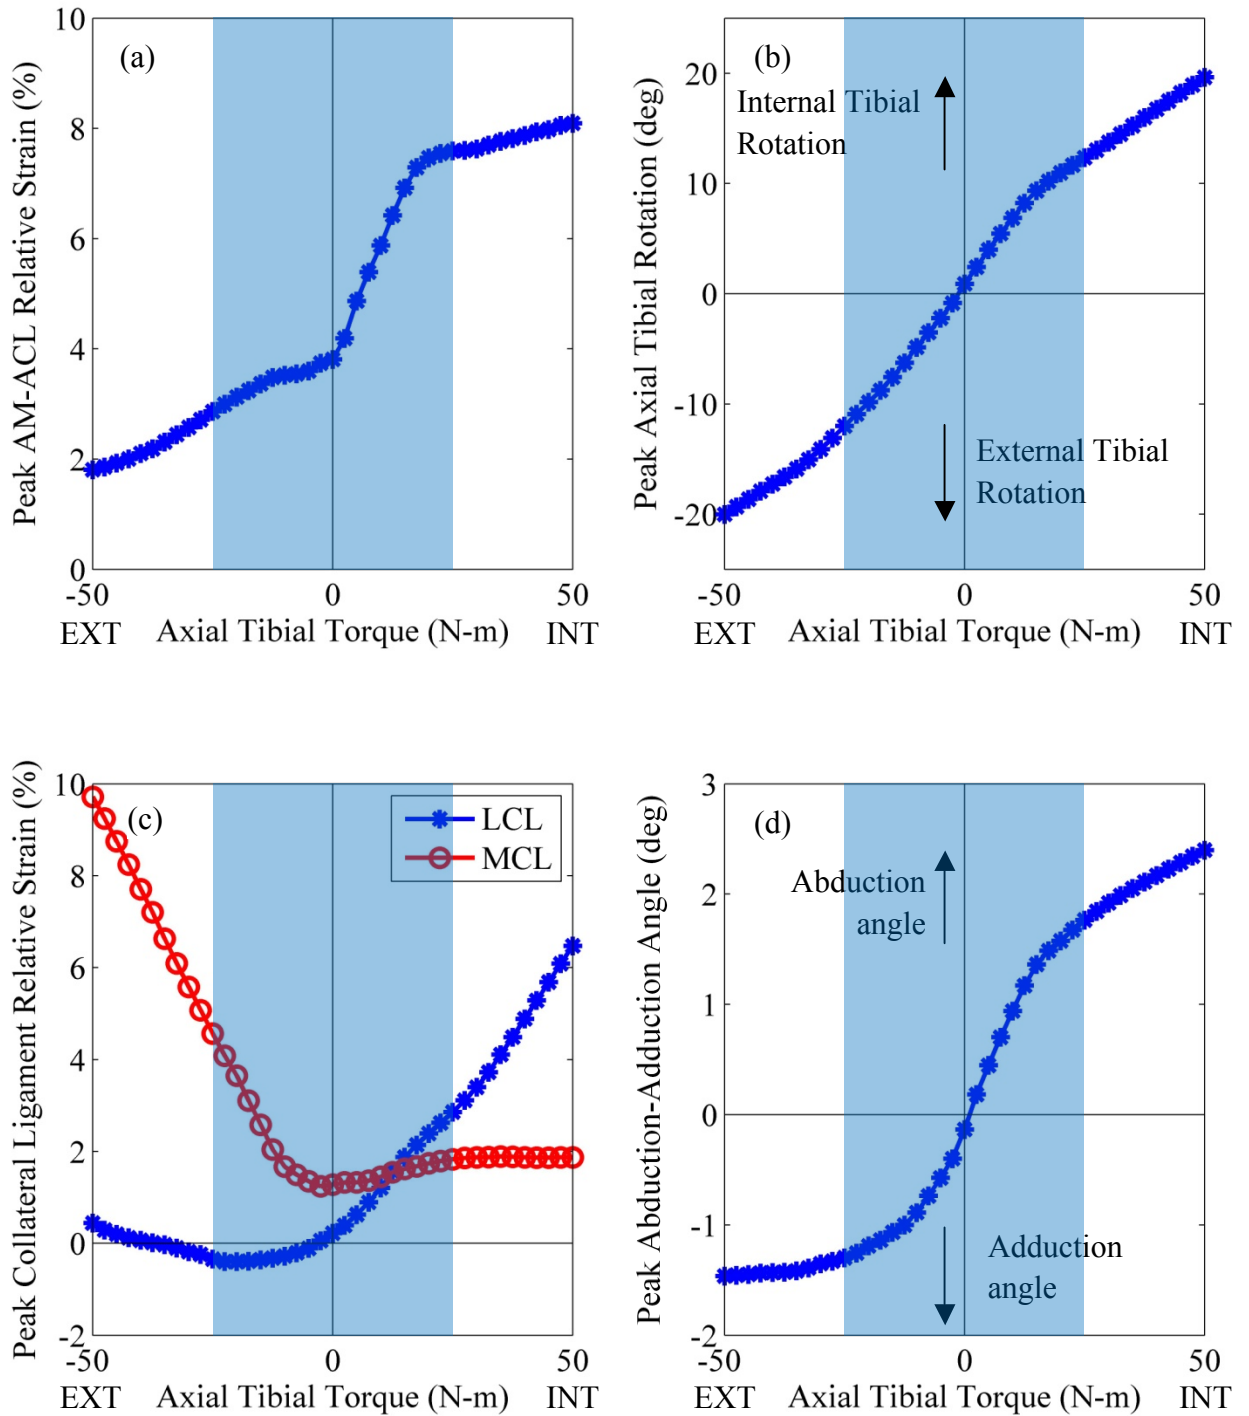 Peak AM-ACL Relative Strain (%)
10
8
6
4
2
0
(a)
-50
0
50
EXT
Axial Tibial Torque (N-m)
INT
Peak Axial Tibial Rotation (deg)
20
10
0
-10
-20
(b)
Internal Tibial
Rotation
External Tibial
Rotation
-50
0
50
EXT
Axial Tibial Torque (N-m)
INT
Peak Collateral Ligament Relative Strain (%)
10
8
6
4
2
0
-2
(c)
LCL
MCL
-50
0
50
EXT
Axial Tibial Torque (N-m)
INT
Peak Abduction-Adduction Angle (deg)
3
2
1
0
-1
-2
(d)
Abduction
angle
Adduction
angle
-50
0
50
EXT
Axial Tibial Torque (N-m)
INT